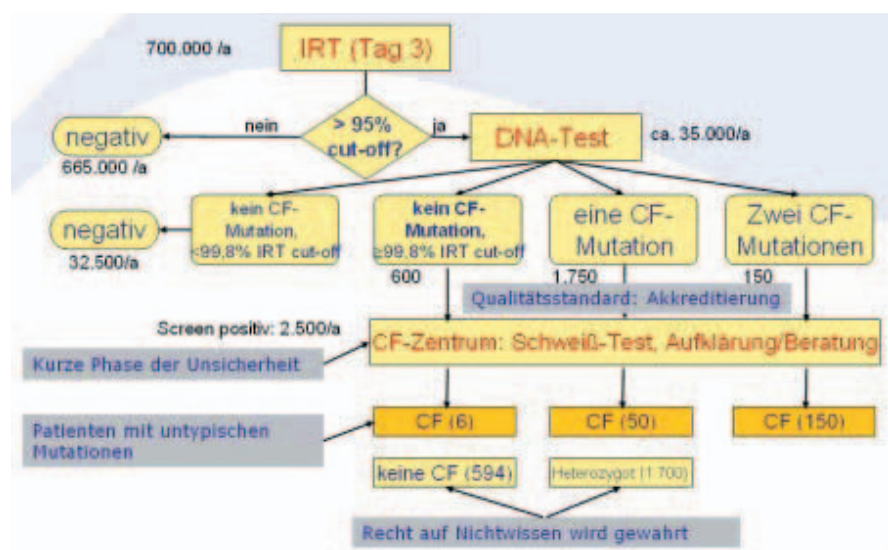 700.000 /a
IRT (Tag 3)
nein
> 95%
cut-off?
ja
negativ
665.000 /a
DNA-Test
ca. 35.000/a
kein CF-
Mutation,
<99,8% IRT cut-off
kein CF-
Mutation,
≥99,8% IRT cut-off
eine CF-
Mutation
Zwei CF-
Mutationen
negativ
32.500/a
600
1.750
150
Qualitätsstandard: Akkreditierung
Screen positiv: 2.500/a
CF-Zentrum: Schweiß-Test, Aufklärung/Beratung
Kurze Phase der Unsicherheit
CF (6)
CF (50)
CF (150)
Patienten mit untypischen
Mutationen
keine CF (594)
Heterozygot (1 700)
Recht auf Nichtwissen wird gewahrt